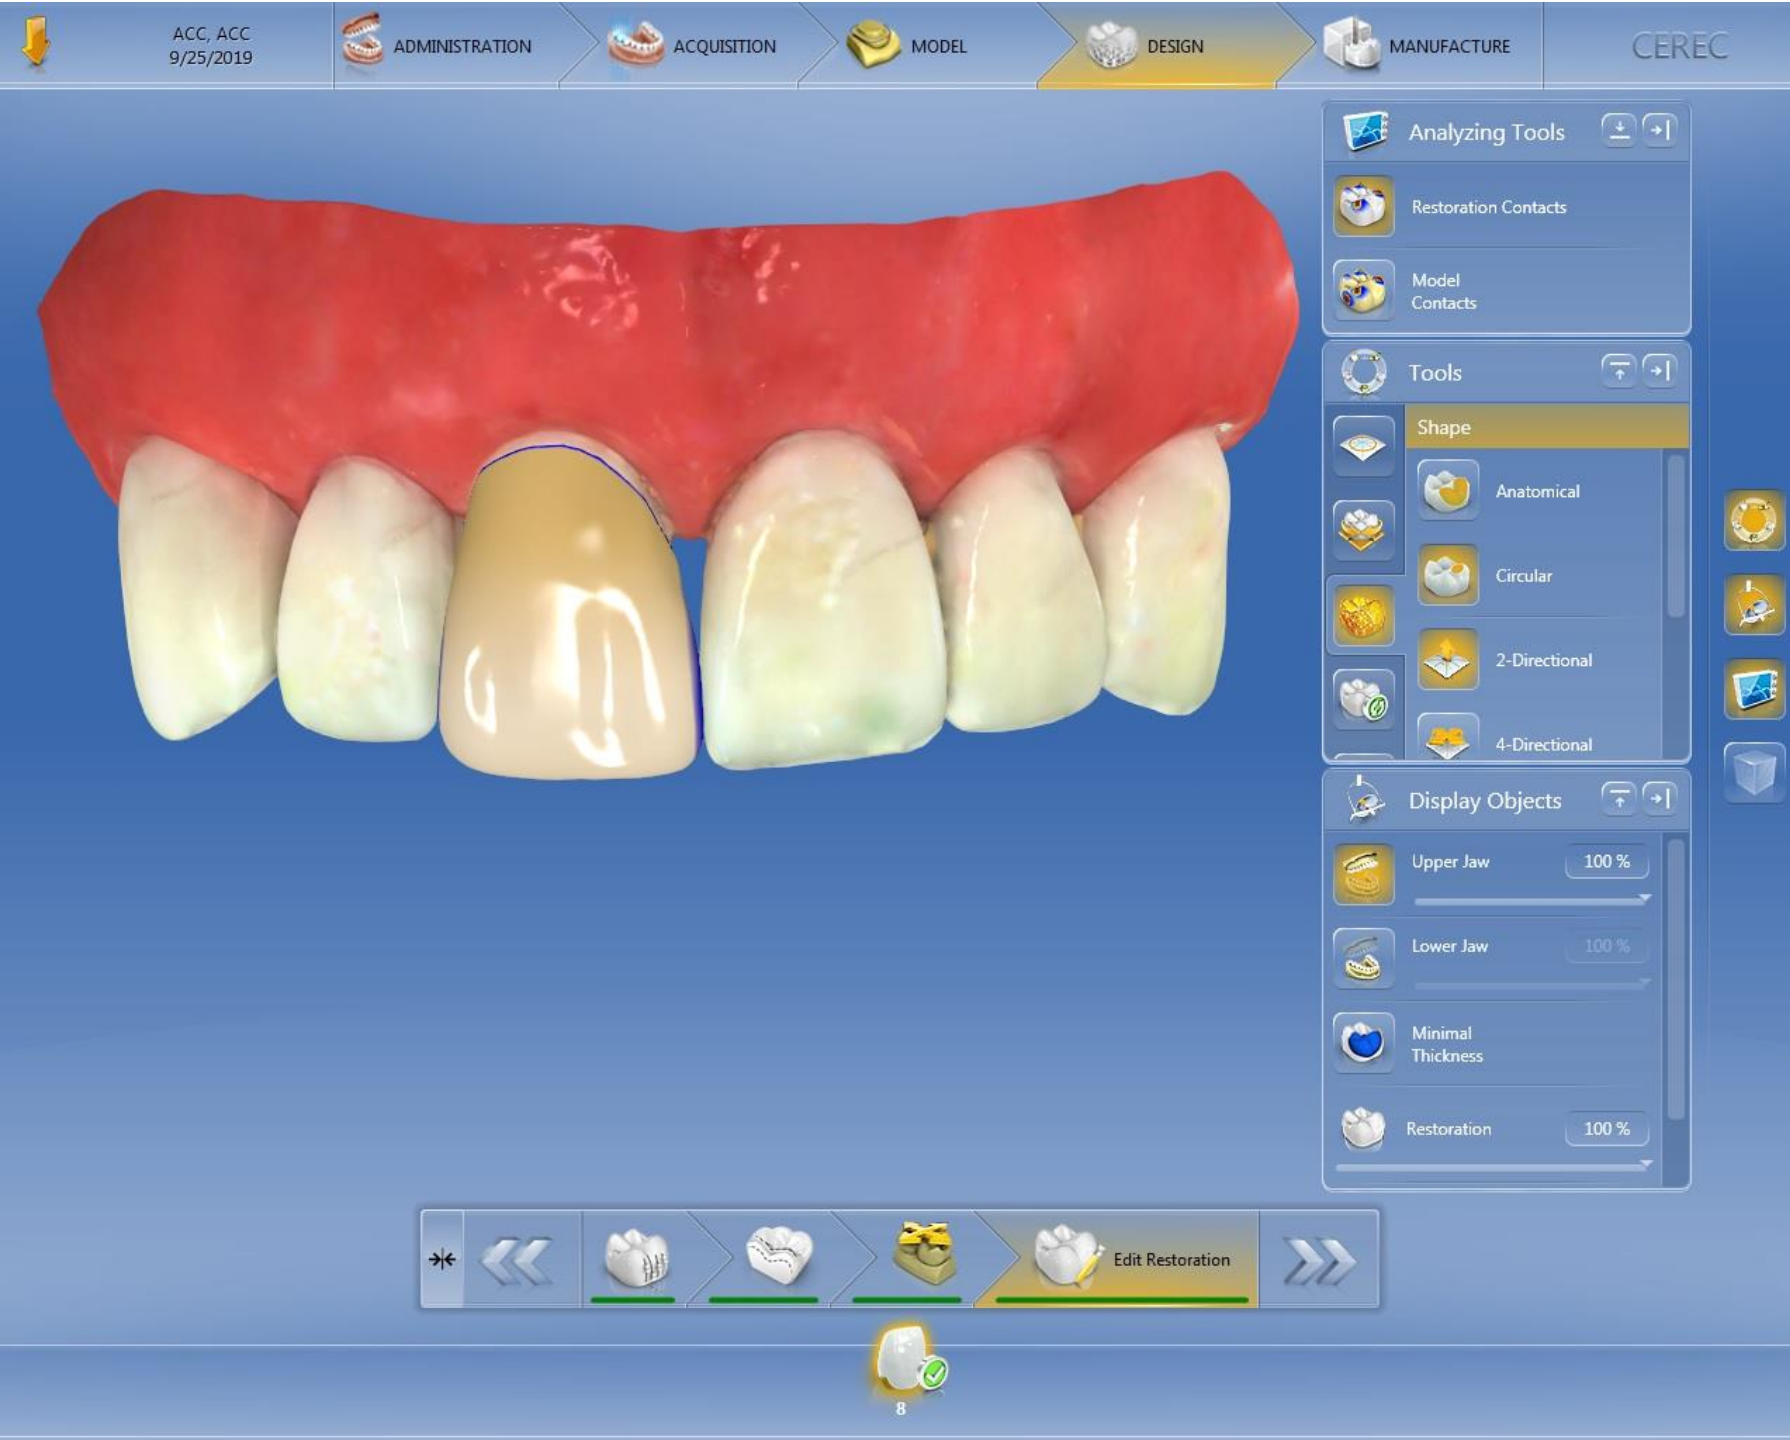 ACC, ACC
9/25/2019
ADMINISTRATION
ACQUISITION
MODEL
DESIGN
MANUFACTURE
CEREC
Analyzing Tools
Restoration Contacts
Model
Contacts
Tools
Shape
Anatomical
Circular
2-Directional
4-Directional
Display Objects
Upper Jaw
100 %
Lower Jaw
100 %
Minimal
Thickness
Restoration
100 %
Edit Restoration
8